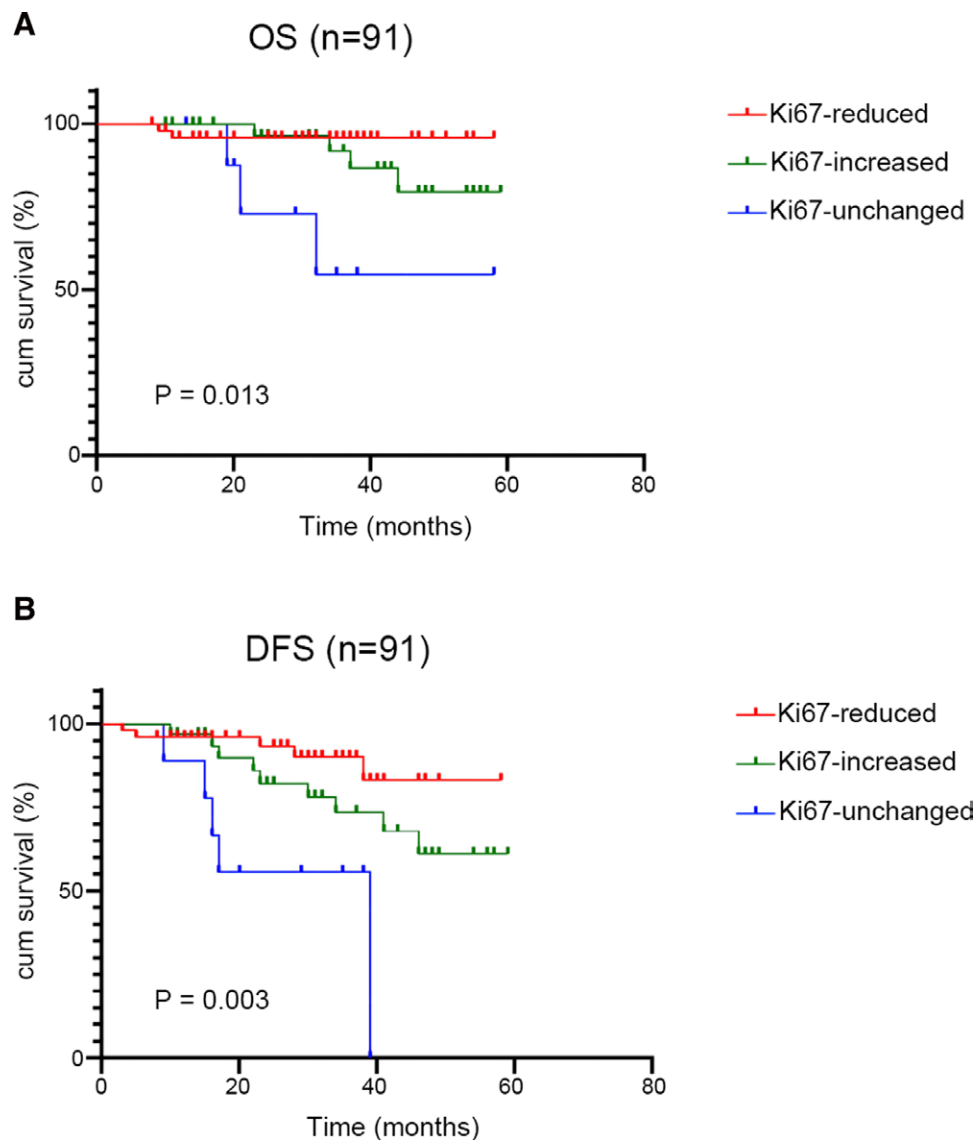 A
OS (n=91)
100
50
0
cum survival (%)
P = 0.013
0 20 40 60 80
Time (months)
Ki67-reduced
Ki67-increased
Ki67-unchanged
B
DFS (n=91)
100
50
0
cum survival (%)
P = 0.003
0 20 40 60 80
Time (months)
Ki67-reduced
Ki67-increased
Ki67-unchanged